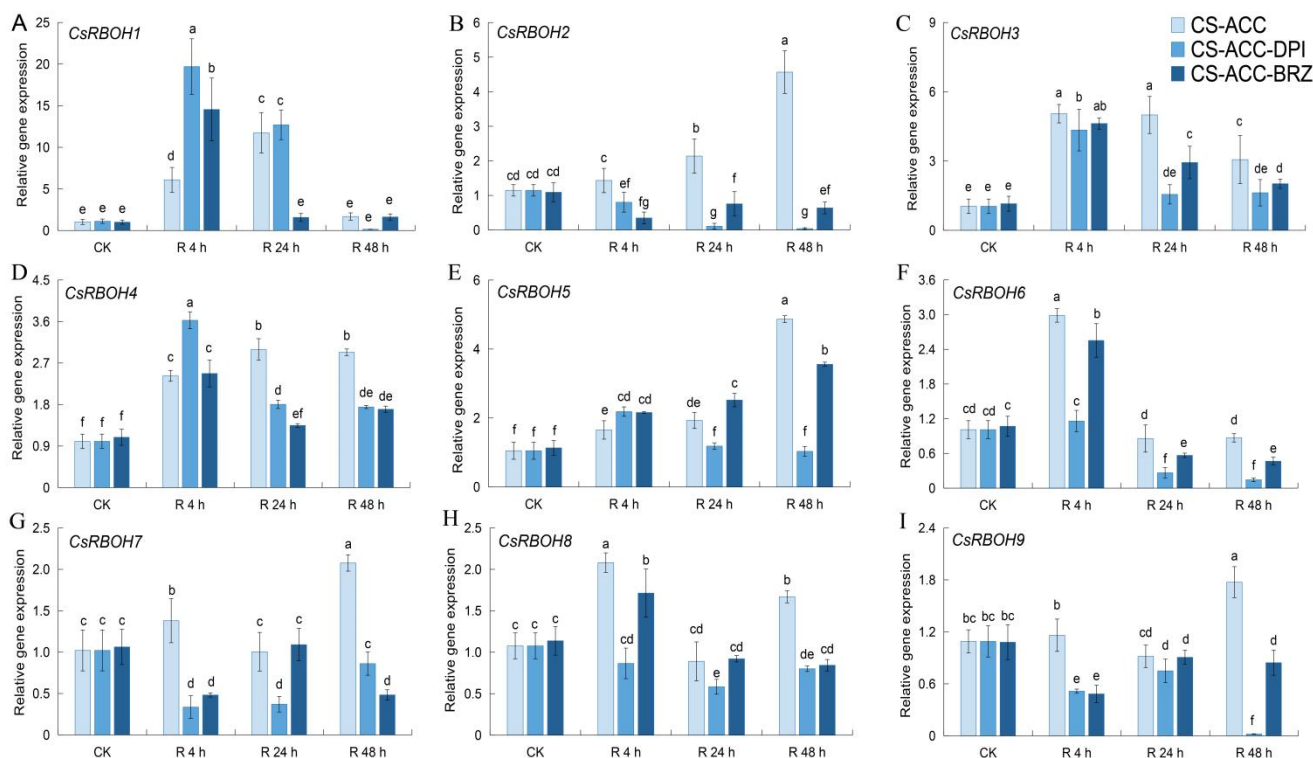 A
CsRBOH1
Relative gene expression
25
20
15
10
5
0
e e e
d a b
c c e
e e e
CK R 4 h R 24 h R 48 h
B
CsRBOH2
Relative gene expression
6
5
4
3
2
1
0
cd cd cd
c ef fg
b g f
a g ef
CK R 4 h R 24 h R 48 h
C
CsRBOH3
Relative gene expression
9
6
3
0
e e e
a b ab
a de c
c de d
CK R 4 h R 24 h R 48 h
CS-ACC
CS-ACC-DPI
CS-ACC-BRZ
D
CsRBOH4
Relative gene expression
4.5
3.6
2.7
1.8
0.9
0
f f f
c a c
b d ef
b de de
CK R 4 h R 24 h R 48 h
E
CsRBOH5
Relative gene expression
6
4
2
0
f f f
e cd cd
de f c
a f b
CK R 4 h R 24 h R 48 h
F
CsRBOH6
Relative gene expression
3.6
3.0
2.4
1.8
1.2
0.6
0
cd cd c
a c b
d f e
d f e
CK R 4 h R 24 h R 48 h
G
CsRBOH7
Relative gene expression
2.5
2.0
1.5
1.0
0.5
0
c c c
b d d
c d c
a c d
CK R 4 h R 24 h R 48 h
H
CsRBOH8
Relative gene expression
2.5
2.0
1.5
1.0
0.5
0
c c c
a cd b
cd e cd
b de cd
CK R 4 h R 24 h R 48 h
I
CsRBOH9
Relative gene expression
2.4
1.8
1.2
0.6
0
bc bc bc
b e e
cd d d
a f d
CK R 4 h R 24 h R 48 h